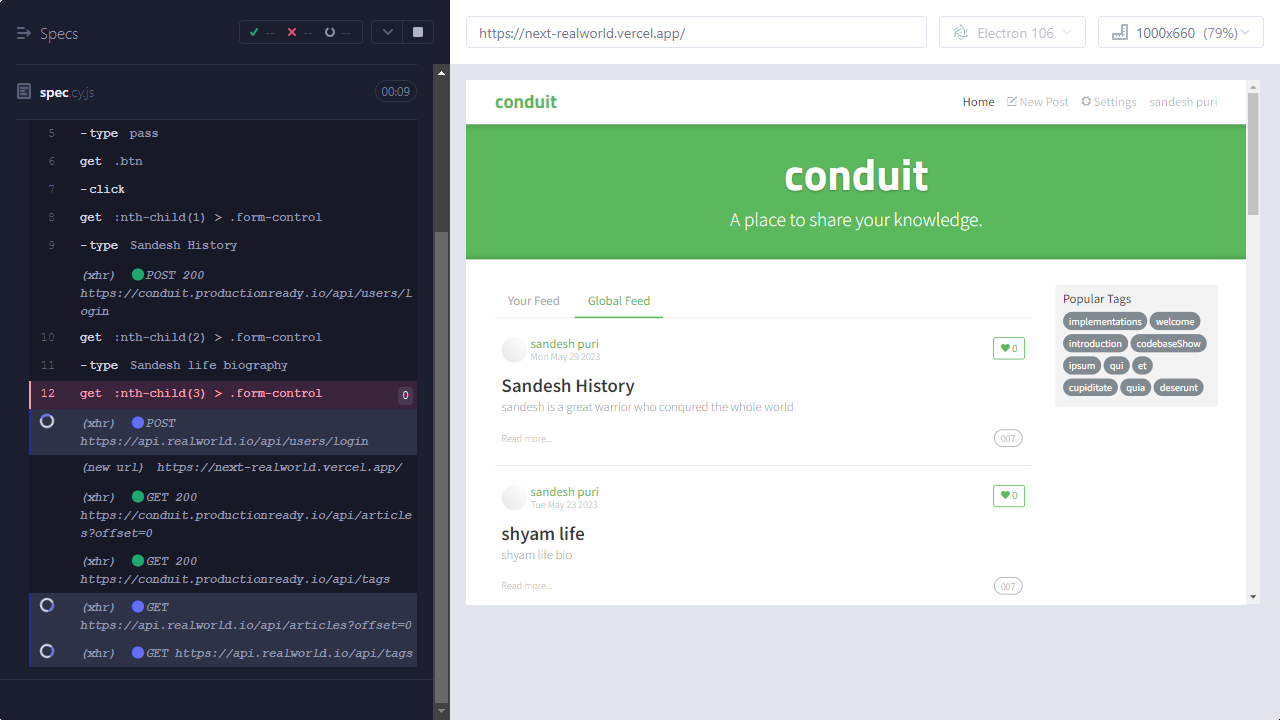 Specs
-- -- --
spec.cy.js
00:09
5 -type pass
6 get .btn
7 -click
8 get :nth-child(1) > .form-control
9 -type Sandesh History
(xhr) POST 200
https://conduit.productionready.io/api/users/l
ogin
10 get :nth-child(2) > .form-control
11 -type Sandesh life biography
12 get :nth-child(3) > .form-control 0
(xhr) POST
https://api.realworld.io/api/users/login
(new url) https://next-realworld.vercel.app/
(xhr) GET 200
https://conduit.productionready.io/api/article
s?offset=0
(xhr) GET 200
https://conduit.productionready.io/api/tags
(xhr) GET
https://api.realworld.io/api/articles?offset=0
(xhr) GET https://api.realworld.io/api/tags
https://next-realworld.vercel.app/
Electron 106
1000x660 (79%)
conduit
Home New Post Settings sandesh puri
conduit
A place to share your knowledge.
Your Feed Global Feed
sandesh puri
Mon May 29 2023
0
Sandesh History
sandesh is a great warrior who conqured the whole world
Read more...
007
sandesh puri
Tue May 23 2023
0
shyam life
shyam life bio
Read more...
007
Popular Tags
implementations welcome
introduction codebaseShow
ipsum qui et
cupiditate quia deserunt